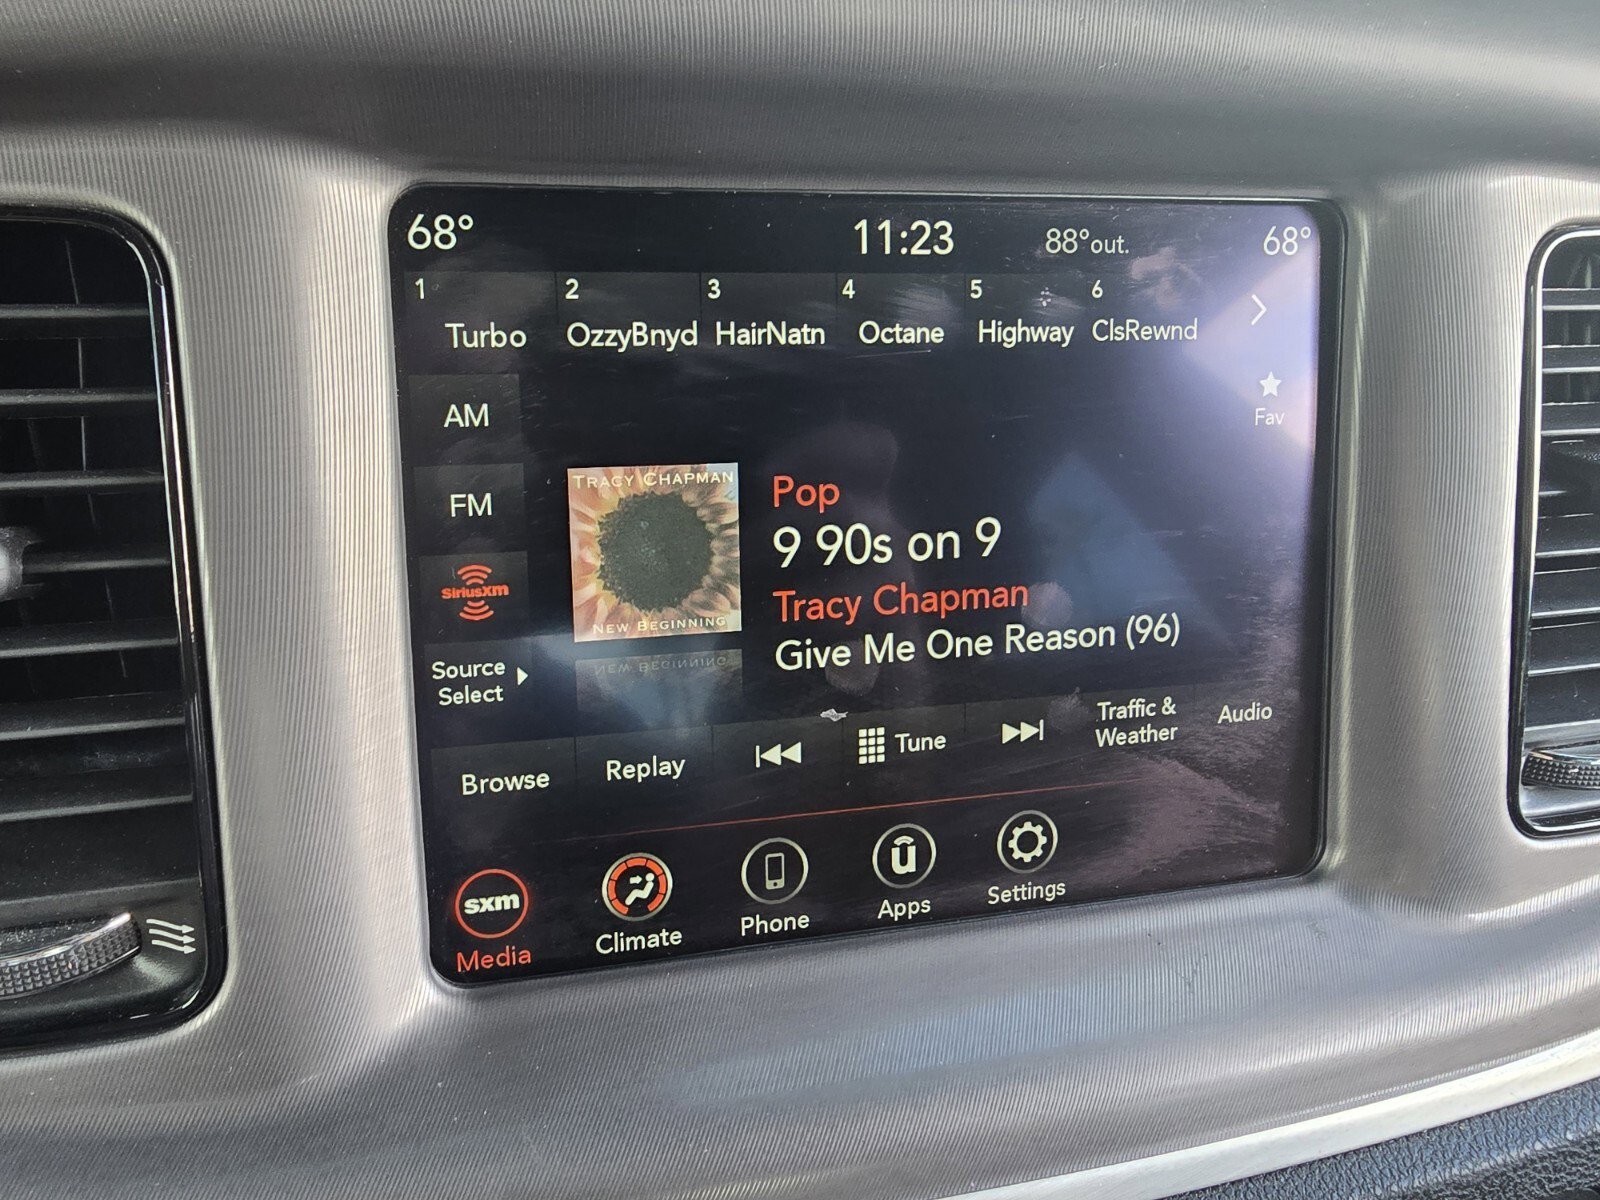 68° 11:23 88°out. 68°
1 2 3 4 5 6
Turbo OzzyBnyd HairNatn Octane Highway ClsRewnd
AM
Fav
FM
TRACY CHAPMAN
NEW BEGINNING
NEW BEGINNING
Pop
9 90s on 9
Tracy Chapman
Give Me One Reason (96)
SiriusXM
Source
Select
Browse
Replay
Tune
Traffic &
Weather
Audio
sxm
Media
Climate
Phone
Apps
Settings